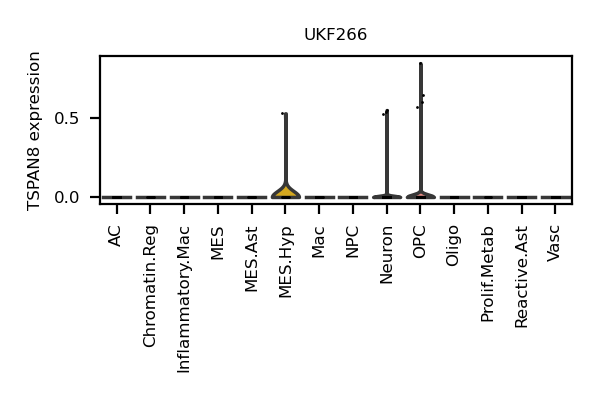 UKF266
TSPAN8 expression
0.5
0.0
AC
Chromatin.Reg
Inflammatory.Mac
MES
MES.Ast
MES.Hyp
Mac
NPC
Neuron
OPC
Oligo
Prolif.Metab
Reactive.Ast
Vasc